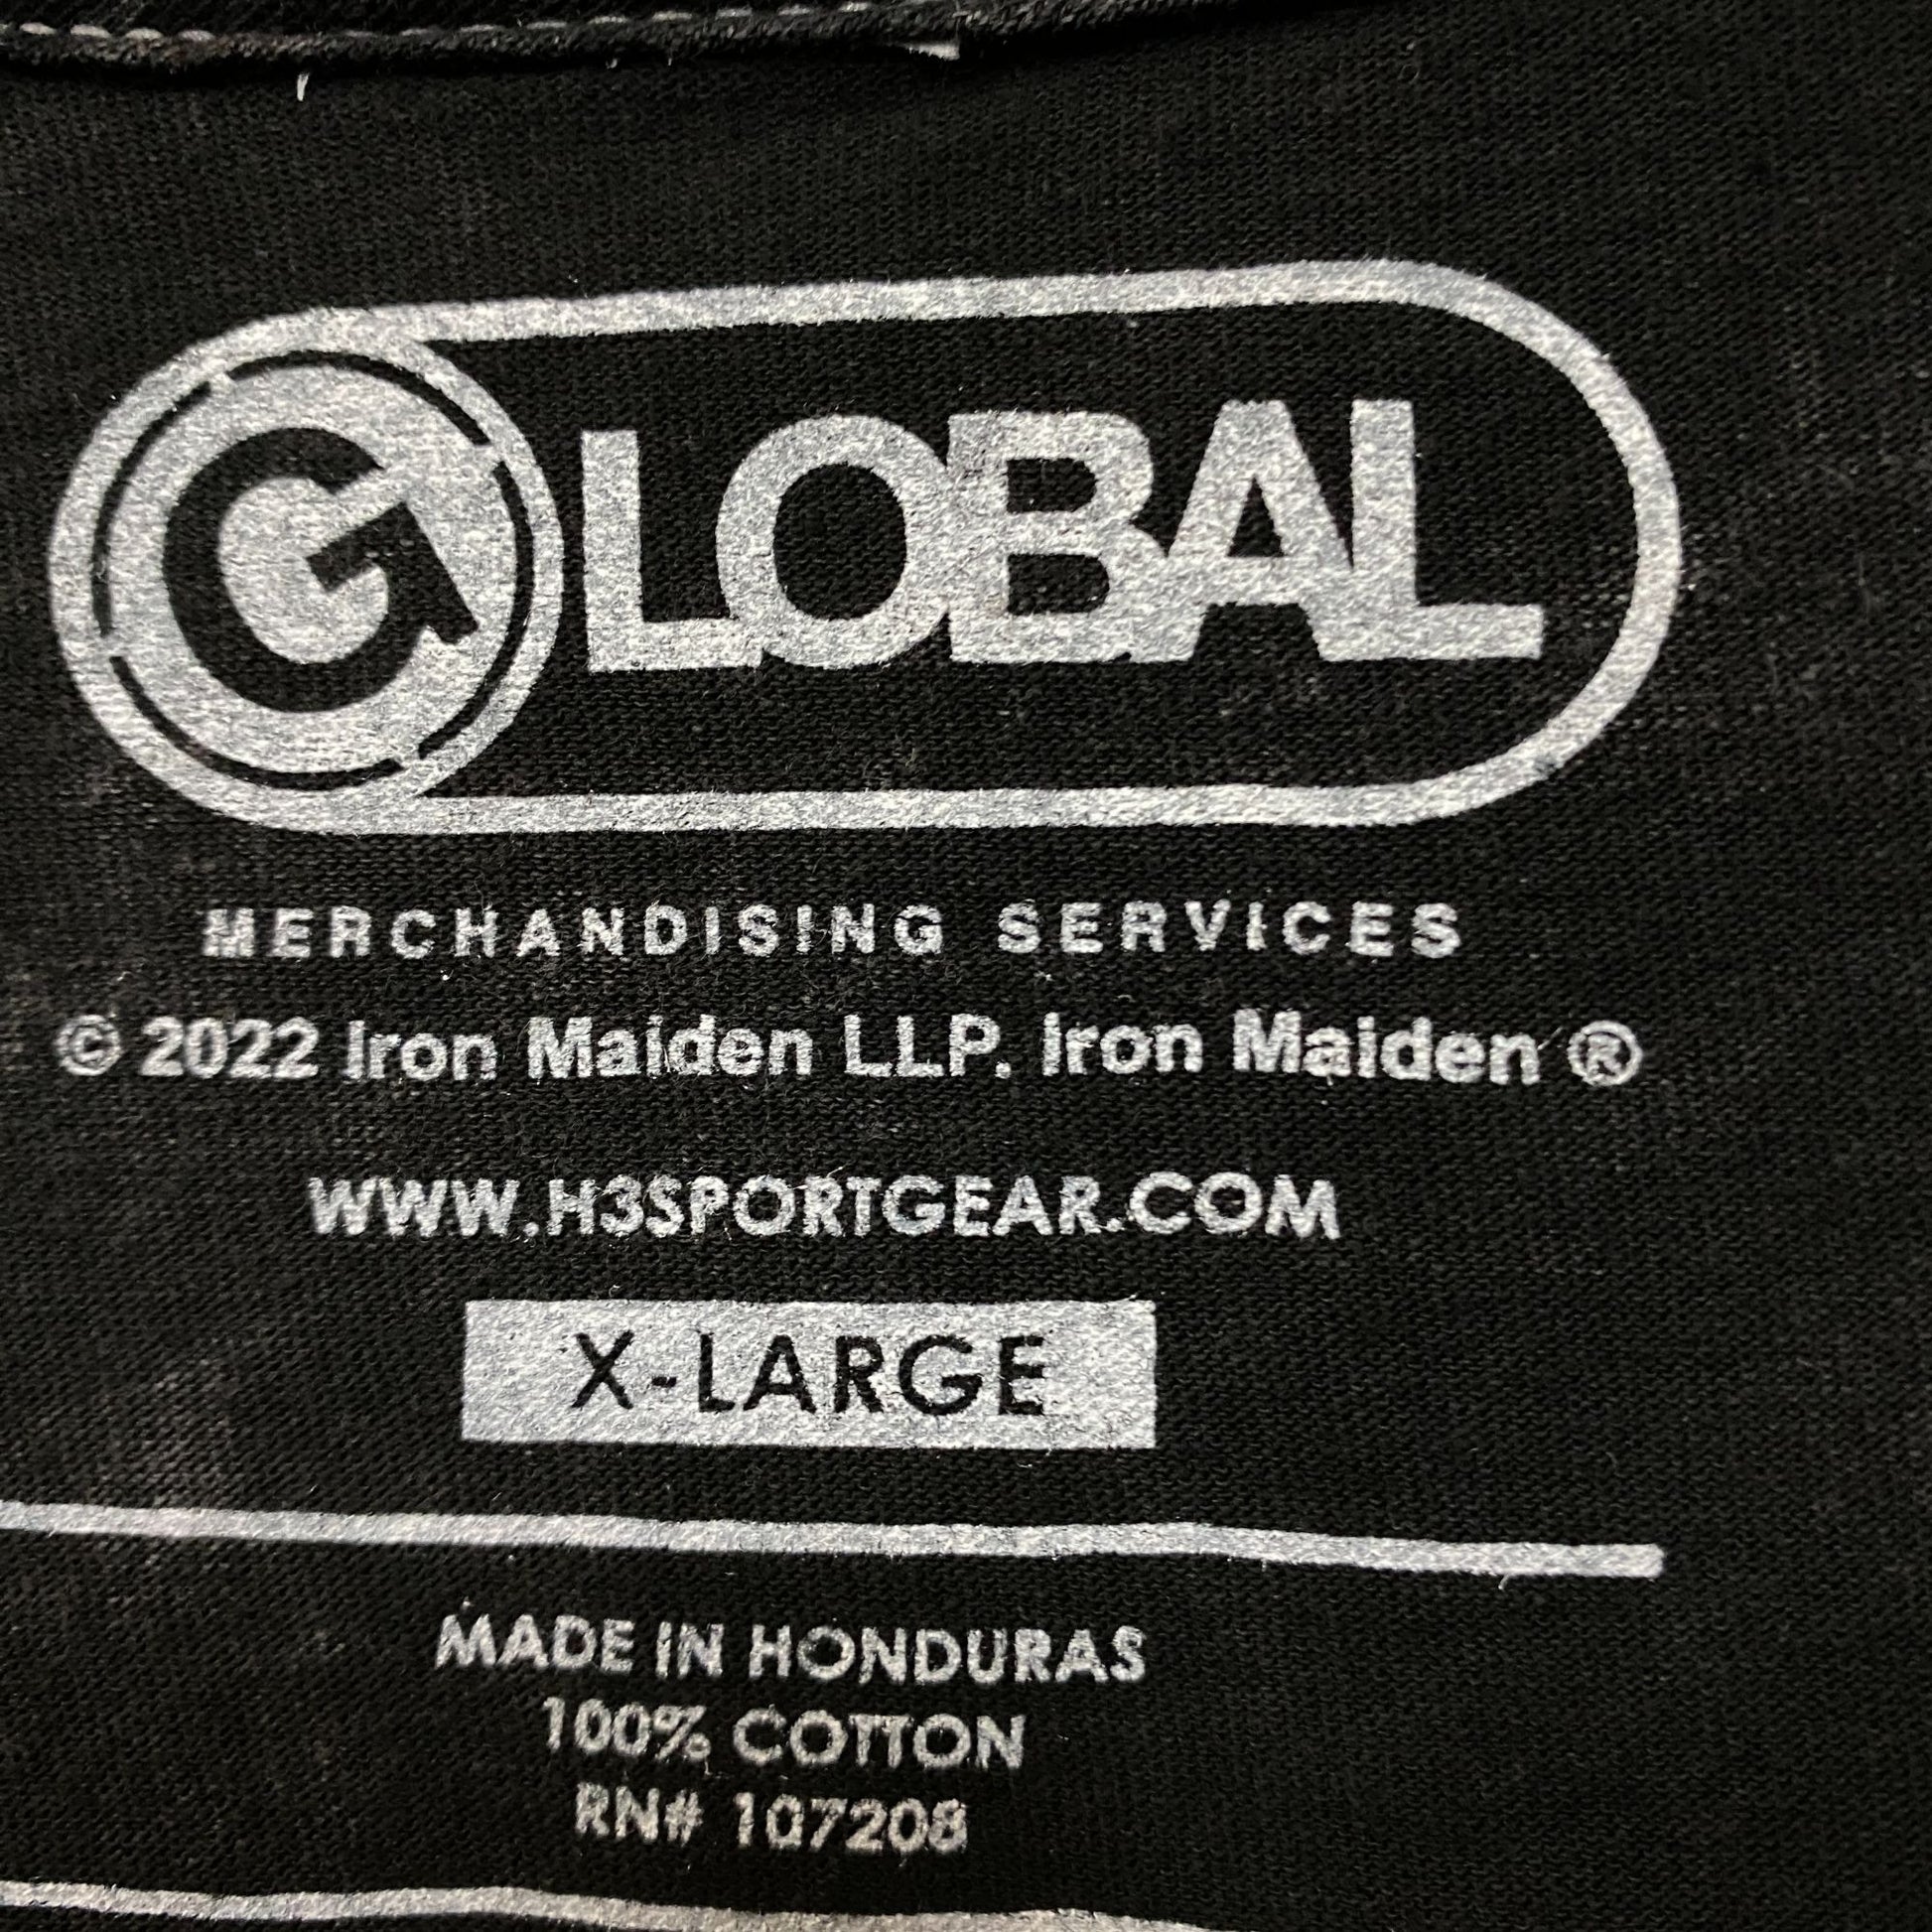 GLOBAL
MERCHANDISING SERVICES
© 2022 Iron Maiden LLP. Iron Maiden ®
WWW.H3SPORTGEAR.COM
X-LARGE
MADE IN HONDURAS
100% COTTON
RN# 107208